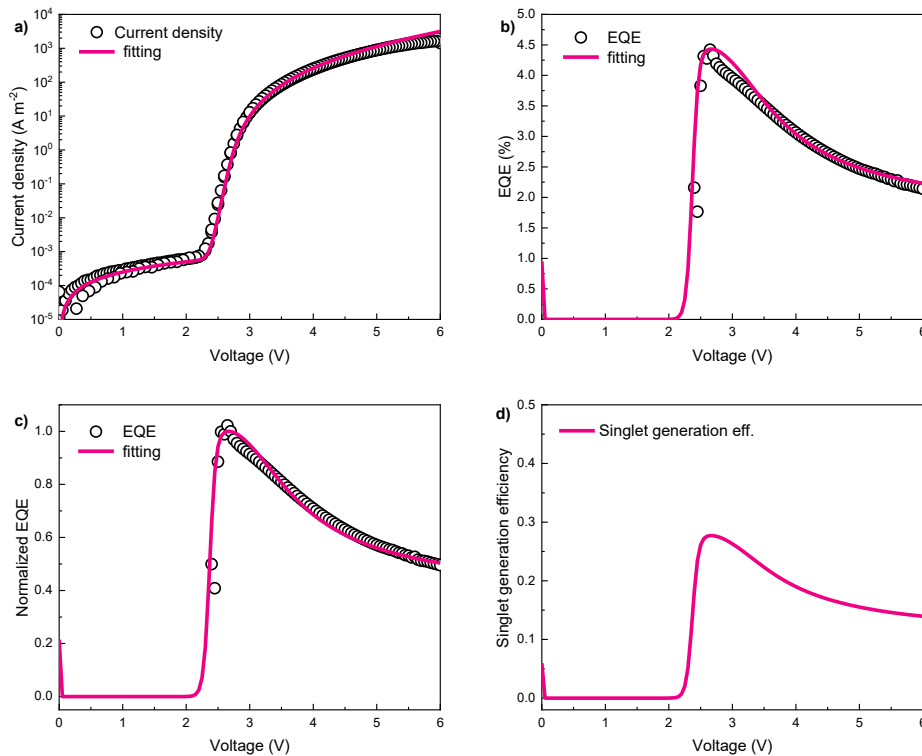 a)
Current density
fitting
10⁴
10³
10²
10¹
10⁰
10⁻¹
10⁻²
10⁻³
10⁻⁴
10⁻⁵
Current density (A m⁻²)
0 1 2 3 4 5 6
Voltage (V)
b)
EQE
fitting
5.0
4.5
4.0
3.5
3.0
2.5
2.0
1.5
1.0
0.5
0.0
EQE (%)
0 1 2 3 4 5 6
Voltage (V)
c)
EQE
fitting
1.0
0.8
0.6
0.4
0.2
0.0
Normalized EQE
0 1 2 3 4 5 6
Voltage (V)
d)
Singlet generation eff.
0.5
0.4
0.3
0.2
0.1
0.0
Singlet generation efficiency
0 1 2 3 4 5 6
Voltage (V)